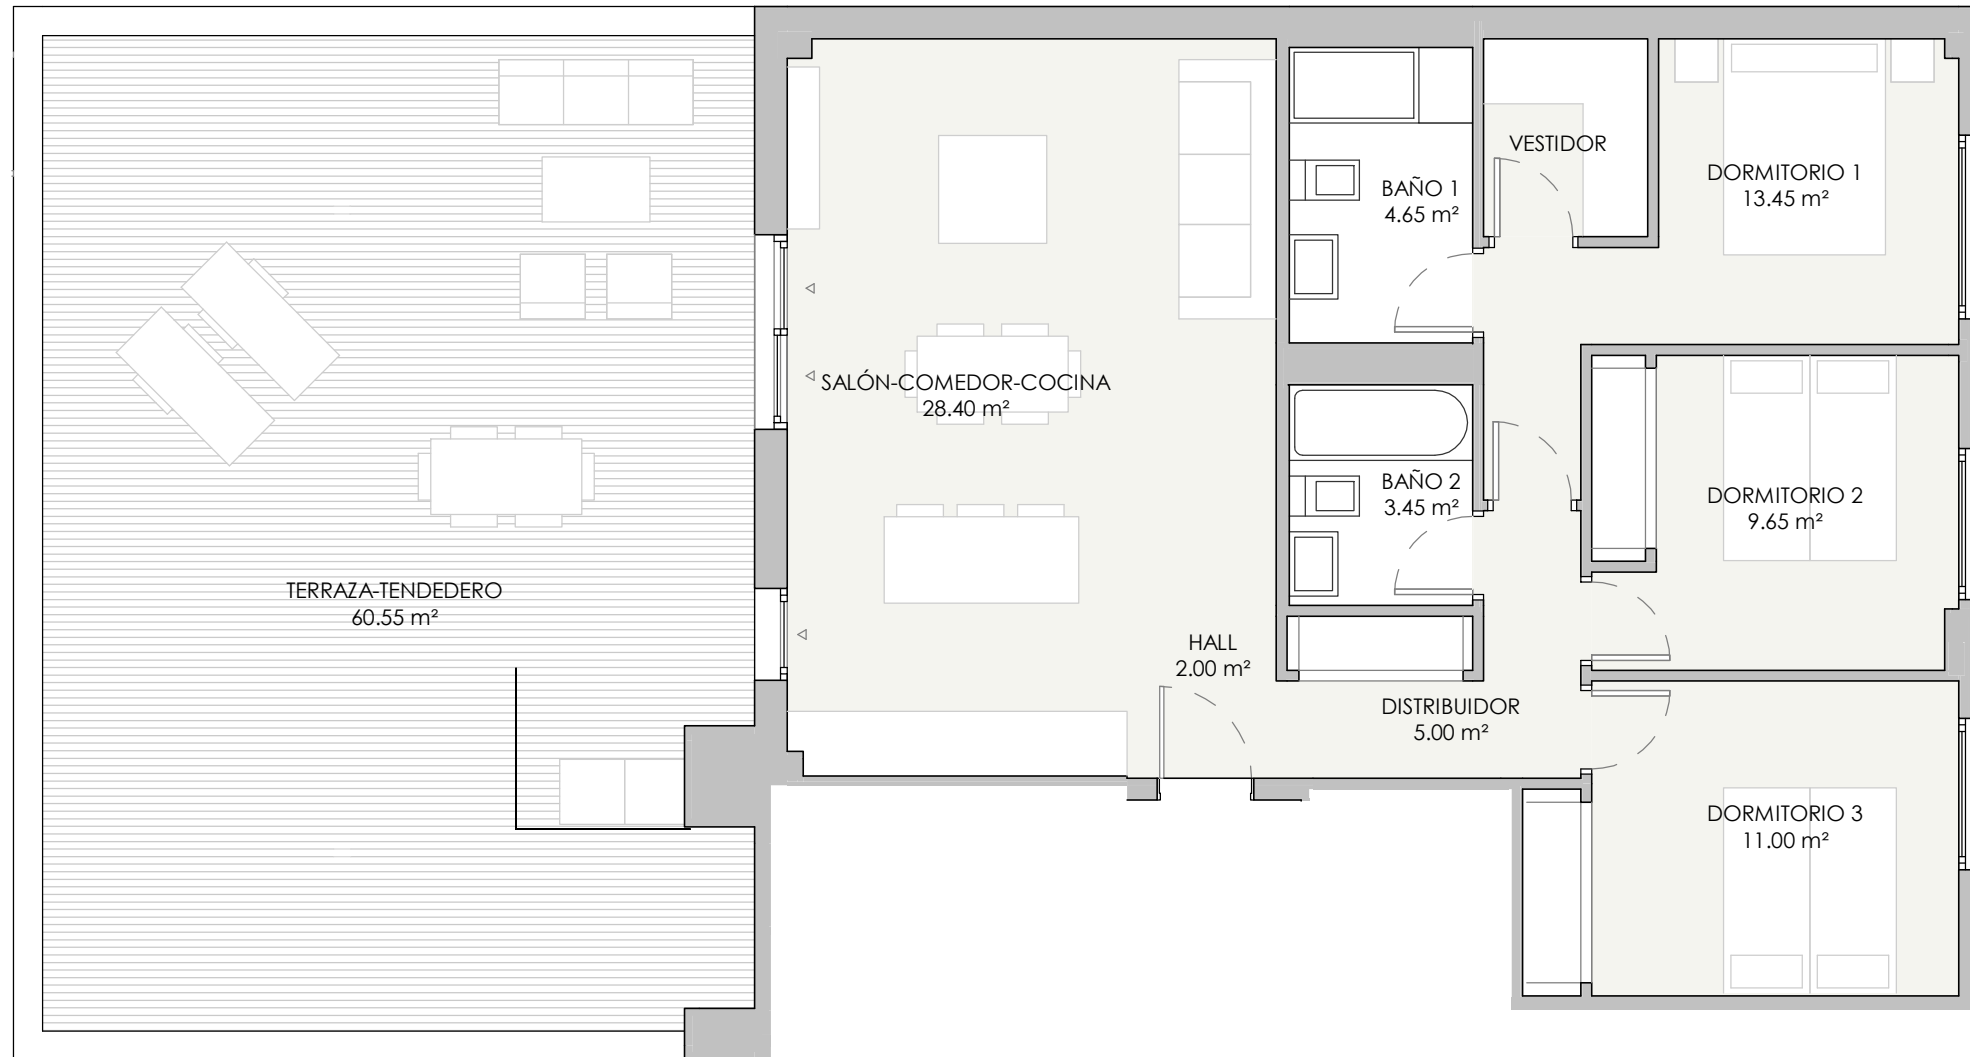 VESTIDOR
DORMITORIO 1
13.45 m²
BAÑO 1
4.65 m²
SALÓN-COMEDOR-COCINA
28.40 m²
BAÑO 2
3.45 m²
DORMITORIO 2
9.65 m²
TERRAZA-TENDEDERO
60.55 m²
HALL
2.00 m²
DISTRIBUIDOR
5.00 m²
DORMITORIO 3
11.00 m²